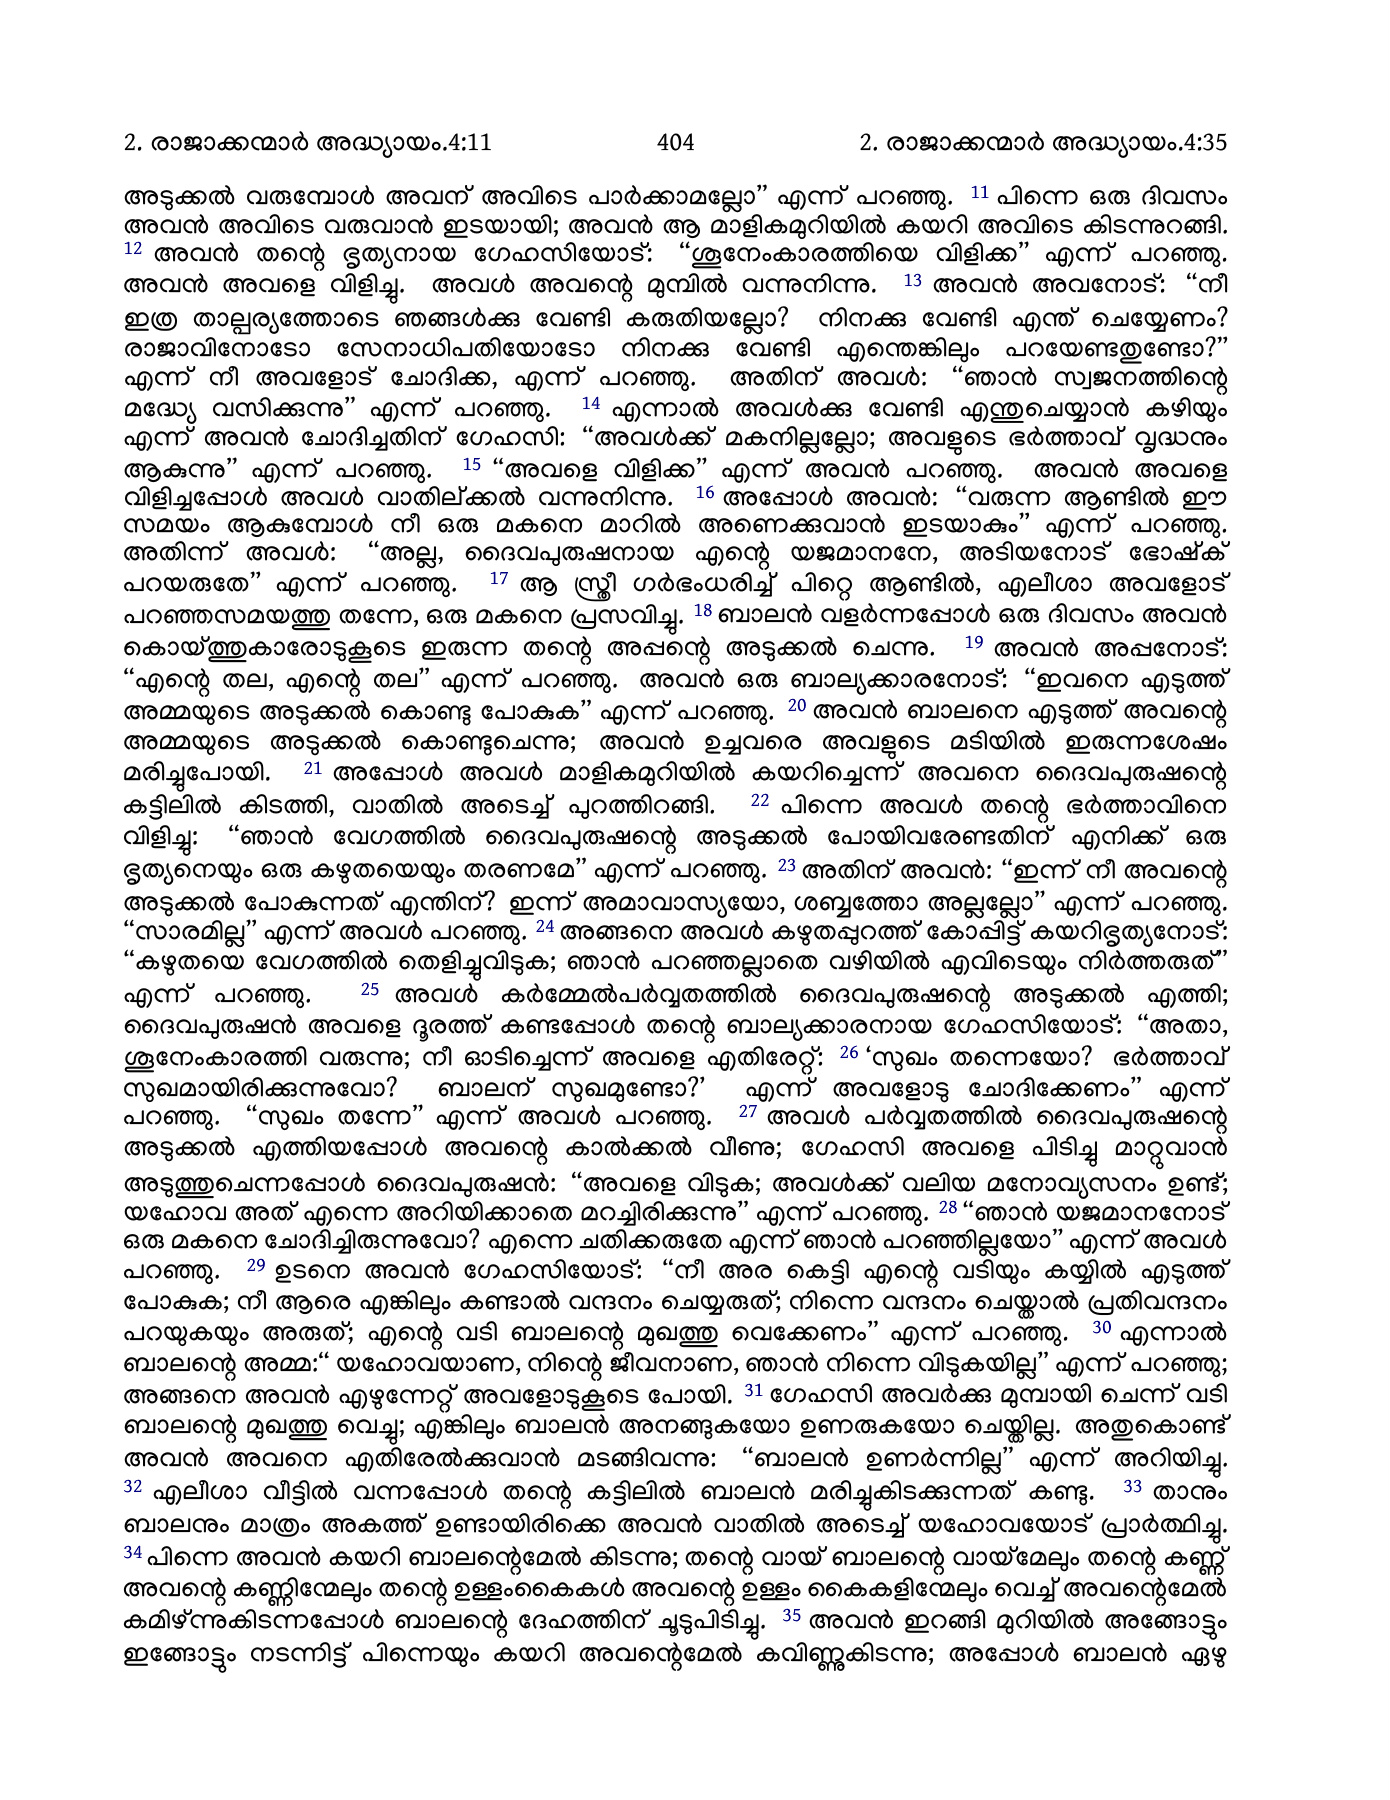 2. രാജാക്കന്മാർ അദ്ധ്യായം.4:11 404 2. രാജാക്കന്മാർ അദ്ധ്യായം.4:35
അടുക്കൽ വരുമ്പോൾ അവന് അവിടെ പാർക്കാമല്ലോ” എന്ന് പറഞ്ഞു. 11 പിന്നെ ഒരു ദിവസം
അവൻ അവിടെ വരുവാൻ ഇടയായി; അവൻ ആ മാളികമുറിയിൽ കയറി അവിടെ കിടന്നുറങ്ങി.
12 അവൻ തന്റെ ഭൃത്യനായ ഗേഹസിയോട്: “ശൂനേംകാരത്തിയെ വിളിക്ക” എന്ന് പറഞ്ഞു.
അവൻ അവളെ വിളിച്ചു. അവൾ അവന്റെ മുമ്പിൽ വന്നുനിന്നു. 13 അവൻ അവനോട്: “നീ
ഇത്ര താല്പര്യത്തോടെ ഞങ്ങൾക്കു വേണ്ടി കരുതിയല്ലോ? നിനക്കു വേണ്ടി എന്ത് ചെയ്യേണം?
രാജാവിനോടോ സേനാധിപതിയോടോ നിനക്കു വേണ്ടി എന്തെങ്കിലും പറയേണ്ടതുണ്ടോ?”
എന്ന് നീ അവളോട് ചോദിക്ക, എന്ന് പറഞ്ഞു. അതിന് അവൾ: “ഞാൻ സ്വജനത്തിന്റെ
മദ്ധ്യേ വസിക്കുന്നു” എന്ന് പറഞ്ഞു. 14 എന്നാൽ അവൾക്കു വേണ്ടി എന്തുചെയ്യാൻ കഴിയും
എന്ന് അവൻ ചോദിച്ചതിന് ഗേഹസി: “അവൾക്ക് മകനില്ലല്ലോ; അവളുടെ ഭർത്താവ് വൃദ്ധനും
ആകുന്നു” എന്ന് പറഞ്ഞു. 15 “അവളെ വിളിക്ക” എന്ന് അവൻ പറഞ്ഞു. അവൻ അവളെ
വിളിച്ചപ്പോൾ അവൾ വാതില്ക്കൽ വന്നുനിന്നു. 16 അപ്പോൾ അവൻ: “വരുന്ന ആണ്ടിൽ ഈ
സമയം ആകുമ്പോൾ നീ ഒരു മകനെ മാറിൽ അണെക്കുവാൻ ഇടയാകും” എന്ന് പറഞ്ഞു.
അതിന്ന് അവൾ: “അല്ല, ദൈവപുരുഷനായ എന്റെ യജമാനനേ, അടിയനോട് ഭോഷ്ക്
പറയരുതേ” എന്ന് പറഞ്ഞു. 17 ആ സ്ത്രീ ഗർഭംധരിച്ച് പിറ്റെ ആണ്ടിൽ, എലീശാ അവളോട്
പറഞ്ഞസമയത്തു തന്നേ, ഒരു മകനെ പ്രസവിച്ചു. 18 ബാലൻ വളർന്നപ്പോൾ ഒരു ദിവസം അവൻ
കൊയ്ത്തുകാരോടുകൂടെ ഇരുന്ന തന്റെ അപ്പന്റെ അടുക്കൽ ചെന്നു. 19 അവൻ അപ്പനോട്:
“എന്റെ തല, എന്റെ തല” എന്ന് പറഞ്ഞു. അവൻ ഒരു ബാല്യക്കാരനോട്: “ഇവനെ എടുത്ത്
അമ്മയുടെ അടുക്കൽ കൊണ്ടു പോകുക” എന്ന് പറഞ്ഞു. 20 അവൻ ബാലനെ എടുത്ത് അവന്റെ
അമ്മയുടെ അടുക്കൽ കൊണ്ടുചെന്നു; അവൻ ഉച്ചവരെ അവളുടെ മടിയിൽ ഇരുന്നശേഷം
മരിച്ചുപോയി. 21 അപ്പോൾ അവൾ മാളികമുറിയിൽ കയറിച്ചെന്ന് അവനെ ദൈവപുരുഷന്റെ
കട്ടിലിൽ കിടത്തി, വാതിൽ അടെച്ച് പുറത്തിറങ്ങി. 22 പിന്നെ അവൾ തന്റെ ഭർത്താവിനെ
വിളിച്ചു: “ഞാൻ വേഗത്തിൽ ദൈവപുരുഷന്റെ അടുക്കൽ പോയിവരേണ്ടതിന് എനിക്ക് ഒരു
ഭൃത്യനെയും ഒരു കഴുതയെയും തരണമേ” എന്ന് പറഞ്ഞു. 23 അതിന് അവൻ: “ഇന്ന് നീ അവന്റെ
അടുക്കൽ പോകുന്നത് എന്തിന്? ഇന്ന് അമാവാസ്യയോ, ശബ്ബത്തോ അല്ലല്ലോ” എന്ന് പറഞ്ഞു.
“സാരമില്ല” എന്ന് അവൾ പറഞ്ഞു. 24 അങ്ങനെ അവൾ കഴുതപ്പുറത്ത് കോപ്പിട്ട് കയറിഭൃത്യനോട്:
“കഴുതയെ വേഗത്തിൽ തെളിച്ചുവിടുക; ഞാൻ പറഞ്ഞല്ലാതെ വഴിയിൽ എവിടെയും നിർത്തരുത്”
എന്ന് പറഞ്ഞു. 25 അവൾ കർമ്മേൽപർവ്വതത്തിൽ ദൈവപുരുഷന്റെ അടുക്കൽ എത്തി;
ദൈവപുരുഷൻ അവളെ ദൂരത്ത് കണ്ടപ്പോൾ തന്റെ ബാല്യക്കാരനായ ഗേഹസിയോട്: “അതാ,
ശൂനേംകാരത്തി വരുന്നു; നീ ഓടിച്ചെന്ന് അവളെ എതിരേറ്റ്: 26 ‘സുഖം തന്നെയോ? ഭർത്താവ്
സുഖമായിരിക്കുന്നുവോ? ബാലന് സുഖമുണ്ടോ?’ എന്ന് അവളോടു ചോദിക്കേണം” എന്ന്
പറഞ്ഞു. “സുഖം തന്നേ” എന്ന് അവൾ പറഞ്ഞു. 27 അവൾ പർവ്വതത്തിൽ ദൈവപുരുഷന്റെ
അടുക്കൽ എത്തിയപ്പോൾ അവന്റെ കാൽക്കൽ വീണു; ഗേഹസി അവളെ പിടിച്ചു മാറ്റുവാൻ
അടുത്തുചെന്നപ്പോൾ ദൈവപുരുഷൻ: “അവളെ വിടുക; അവൾക്ക് വലിയ മനോവ്യസനം ഉണ്ട്;
യഹോവ അത് എന്നെ അറിയിക്കാതെ മറച്ചിരിക്കുന്നു” എന്ന് പറഞ്ഞു. 28 “ഞാൻ യജമാനനോട്
ഒരു മകനെ ചോദിച്ചിരുന്നുവോ? എന്നെ ചതിക്കരുതേ എന്ന് ഞാൻ പറഞ്ഞില്ലയോ” എന്ന് അവൾ
പറഞ്ഞു. 29 ഉടനെ അവൻ ഗേഹസിയോട്: “നീ അര കെട്ടി എന്റെ വടിയും കയ്യിൽ എടുത്ത്
പോകുക; നീ ആരെ എങ്കിലും കണ്ടാൽ വന്ദനം ചെയ്യരുത്; നിന്നെ വന്ദനം ചെയ്താൽ പ്രതിവന്ദനം
പറയുകയും അരുത്; എന്റെ വടി ബാലന്റെ മുഖത്തു വെക്കേണം” എന്ന് പറഞ്ഞു. 30 എന്നാൽ
ബാലന്റെ അമ്മ:“ യഹോവയാണ, നിന്റെ ജീവനാണ, ഞാൻ നിന്നെ വിടുകയില്ല” എന്ന് പറഞ്ഞു;
അങ്ങനെ അവൻ എഴുന്നേറ്റ് അവളോടുകൂടെ പോയി. 31 ഗേഹസി അവർക്കു മുമ്പായി ചെന്ന് വടി
ബാലന്റെ മുഖത്തു വെച്ചു; എങ്കിലും ബാലൻ അനങ്ങുകയോ ഉണരുകയോ ചെയ്തില്ല. അതുകൊണ്ട്
അവൻ അവനെ എതിരേൽക്കുവാൻ മടങ്ങിവന്നു: “ബാലൻ ഉണർന്നില്ല” എന്ന് അറിയിച്ചു.
32 എലീശാ വീട്ടിൽ വന്നപ്പോൾ തന്റെ കട്ടിലിൽ ബാലൻ മരിച്ചുകിടക്കുന്നത് കണ്ടു. 33 താനും
ബാലനും മാത്രം അകത്ത് ഉണ്ടായിരിക്കെ അവൻ വാതിൽ അടെച്ച് യഹോവയോട് പ്രാർത്ഥിച്ചു.
34 പിന്നെ അവൻ കയറി ബാലന്റെമേൽ കിടന്നു; തന്റെ വായ് ബാലന്റെ വായ്മേലും തന്റെ കണ്ണ്
അവന്റെ കണ്ണിന്മേലും തന്റെ ഉള്ളംകൈകൾ അവന്റെ ഉള്ളം കൈകളിന്മേലും വെച്ച് അവന്റെമേൽ
കമിഴ്ന്നുകിടന്നപ്പോൾ ബാലന്റെ ദേഹത്തിന് ചൂടുപിടിച്ചു. 35 അവൻ ഇറങ്ങി മുറിയിൽ അങ്ങോട്ടും
ഇങ്ങോട്ടും നടന്നിട്ട് പിന്നെയും കയറി അവന്റെമേൽ കവിണ്ണുകിടന്നു; അപ്പോൾ ബാലൻ ഏഴു